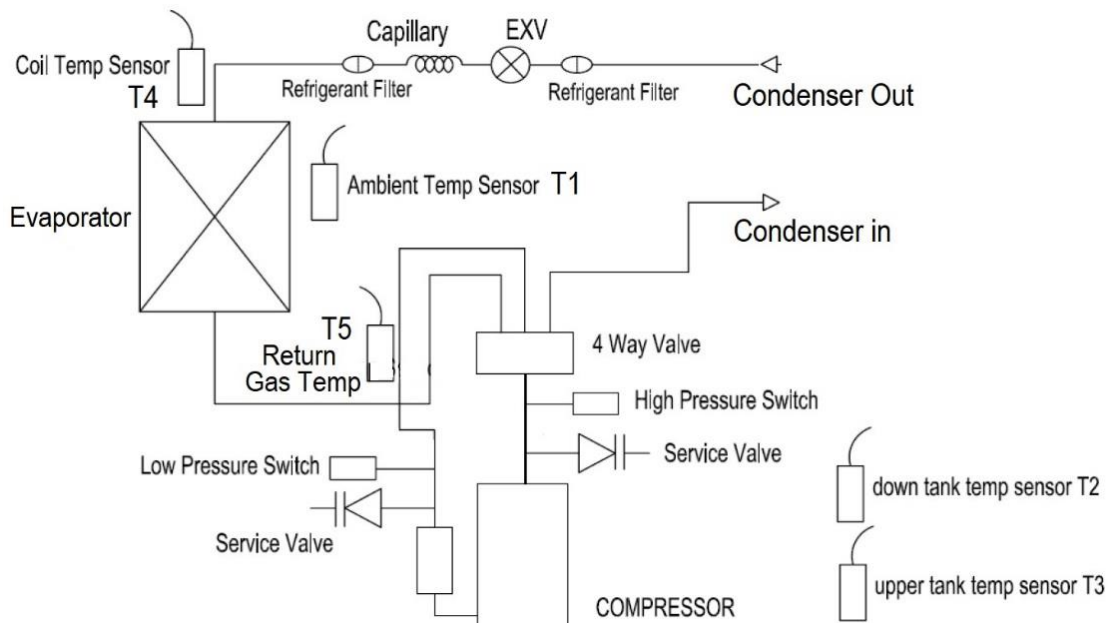 Capillary
EXV
Coil Temp Sensor
T4
Refrigerant Filter
Refrigerant Filter
Condenser Out
Ambient Temp Sensor T1
Evaporator
Condenser in
T5
Return
Gas Temp
4 Way Valve
High Pressure Switch
Low Pressure Switch
Service Valve
Service Valve
down tank temp sensor T2
upper tank temp sensor T3
COMPRESSOR